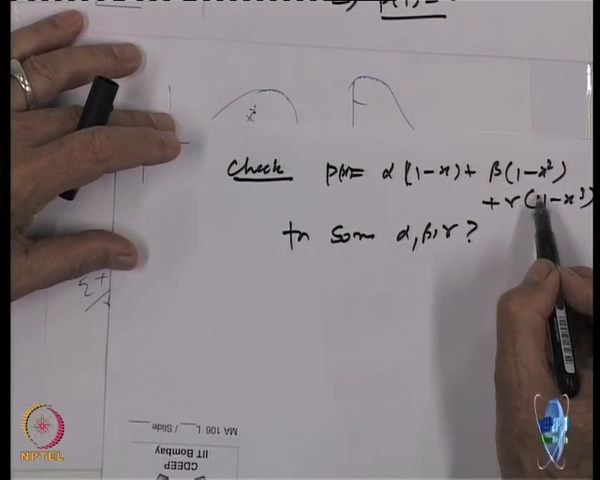 Check p(x)= α(1-x)+ β(1-x²)
+ γ(1-x³)
for some α,β,γ?
MA 106 L / Slide
IIT Bombay
CDEEP
NPTEL